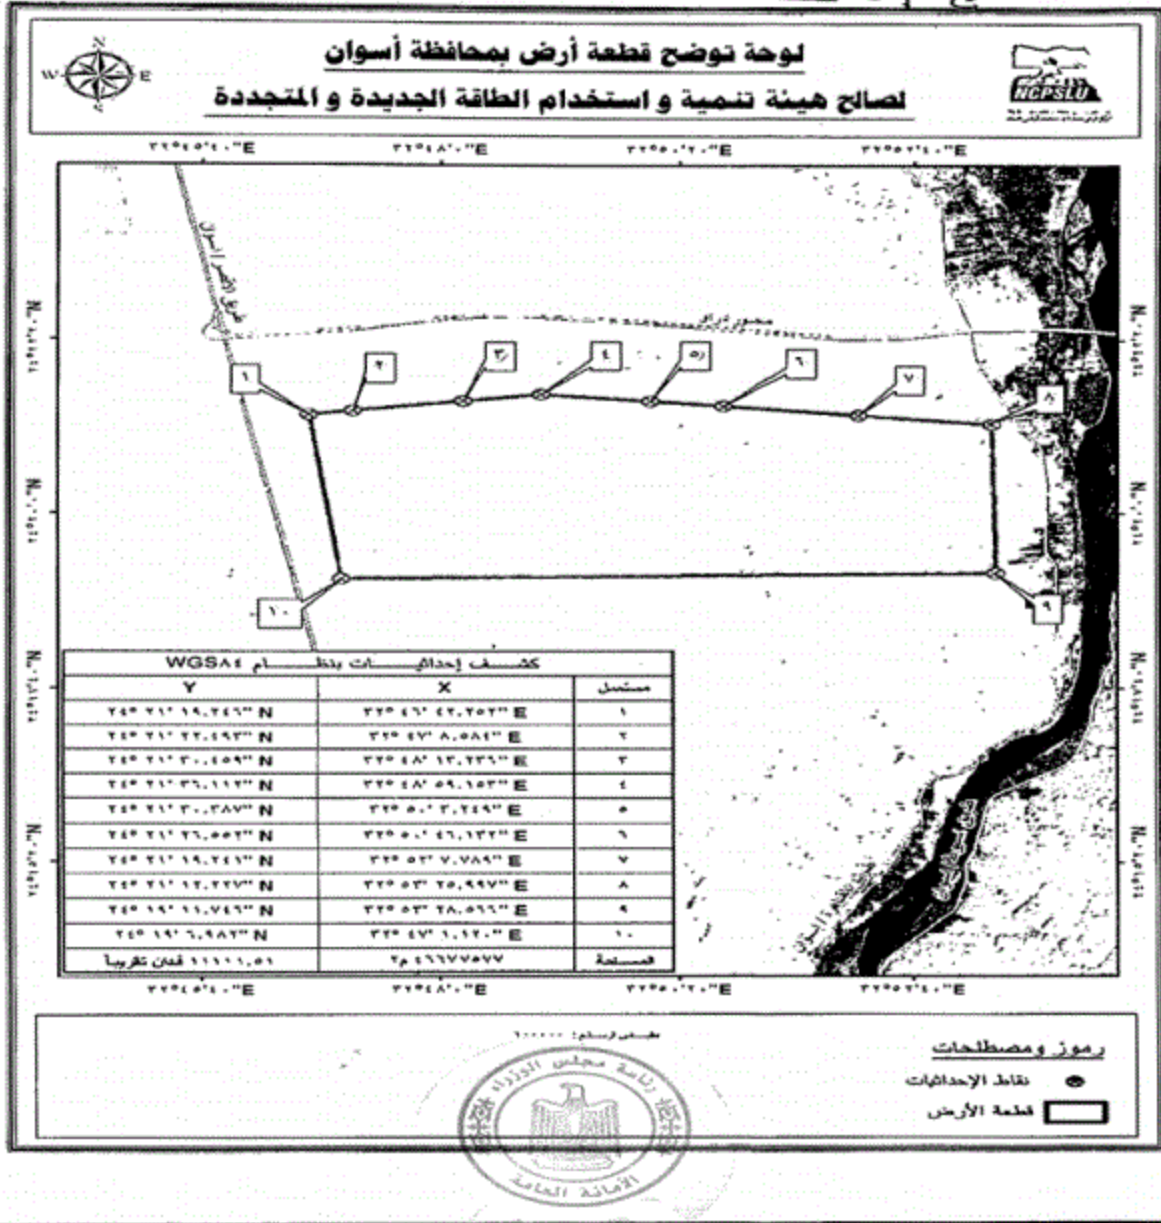 لوحة توضح قطعة أرض بمحافظة أسوان
لصالح هيئة تنمية و استخدام الطاقة الجديدة و المتجددة
N
W E
S
NCPSLU
٣٢°٤٥'٤٠"E ٣٢°٤٨'٠"E ٣٢°٥٠'٢٠"E ٣٢°٥٢'٤٠"E
محور دراو
١ ٢ ٣ ٤ ٥ ٦ ٧ ٨
١٠ ٩
كشف إحداثيات بنظام WGS٨٤
مسلسل X Y
١ ٣٢° ٤٦' ٤٢.٢٥٢" E ٢٤° ٢١' ١٩.٢٤٦" N
٢ ٣٢° ٤٧' ٨.٥٨٤" E ٢٤° ٢١' ٢٢.٤٩٣" N
٣ ٣٢° ٤٨' ١٣.٢٣٦" E ٢٤° ٢١' ٣٠.٤٥٩" N
٤ ٣٢° ٤٨' ٥٩.١٥٣" E ٢٤° ٢١' ٣٦.١١٢" N
٥ ٣٢° ٥٠' ٣.٢٤٩" E ٢٤° ٢١' ٣٠.٣٨٧" N
٦ ٣٢° ٥٠' ٤٦.١٣٢" E ٢٤° ٢١' ٢٦.٥٥٢" N
٧ ٣٢° ٥٢' ٧.٧٨٩" E ٢٤° ٢١' ١٩.٢٤١" N
٨ ٣٢° ٥٣' ٢٥.٩٩٧" E ٢٤° ٢١' ١٢.٢٢٧" N
٩ ٣٢° ٥٣' ٢٨.٥٦٦" E ٢٤° ١٩' ١١.٧٤٦" N
١٠ ٣٢° ٤٧' ١.٤٢٠" E ٢٤° ١٩' ٦.٩٨٢" N
المساحة ٤٦٦٧٧٥٧٧ م٢ ١١١١١.٥١ فدان تقريبا
٣٢°٤٥'٤٠"E ٣٢°٤٨'٠"E ٣٢°٥٠'٢٠"E ٣٢°٥٢'٤٠"E
رموز ومصطلحات
نقاط الإحداثيات
قطعة الأرض
رئاسة مجلس الوزراء
الأمانة العامة